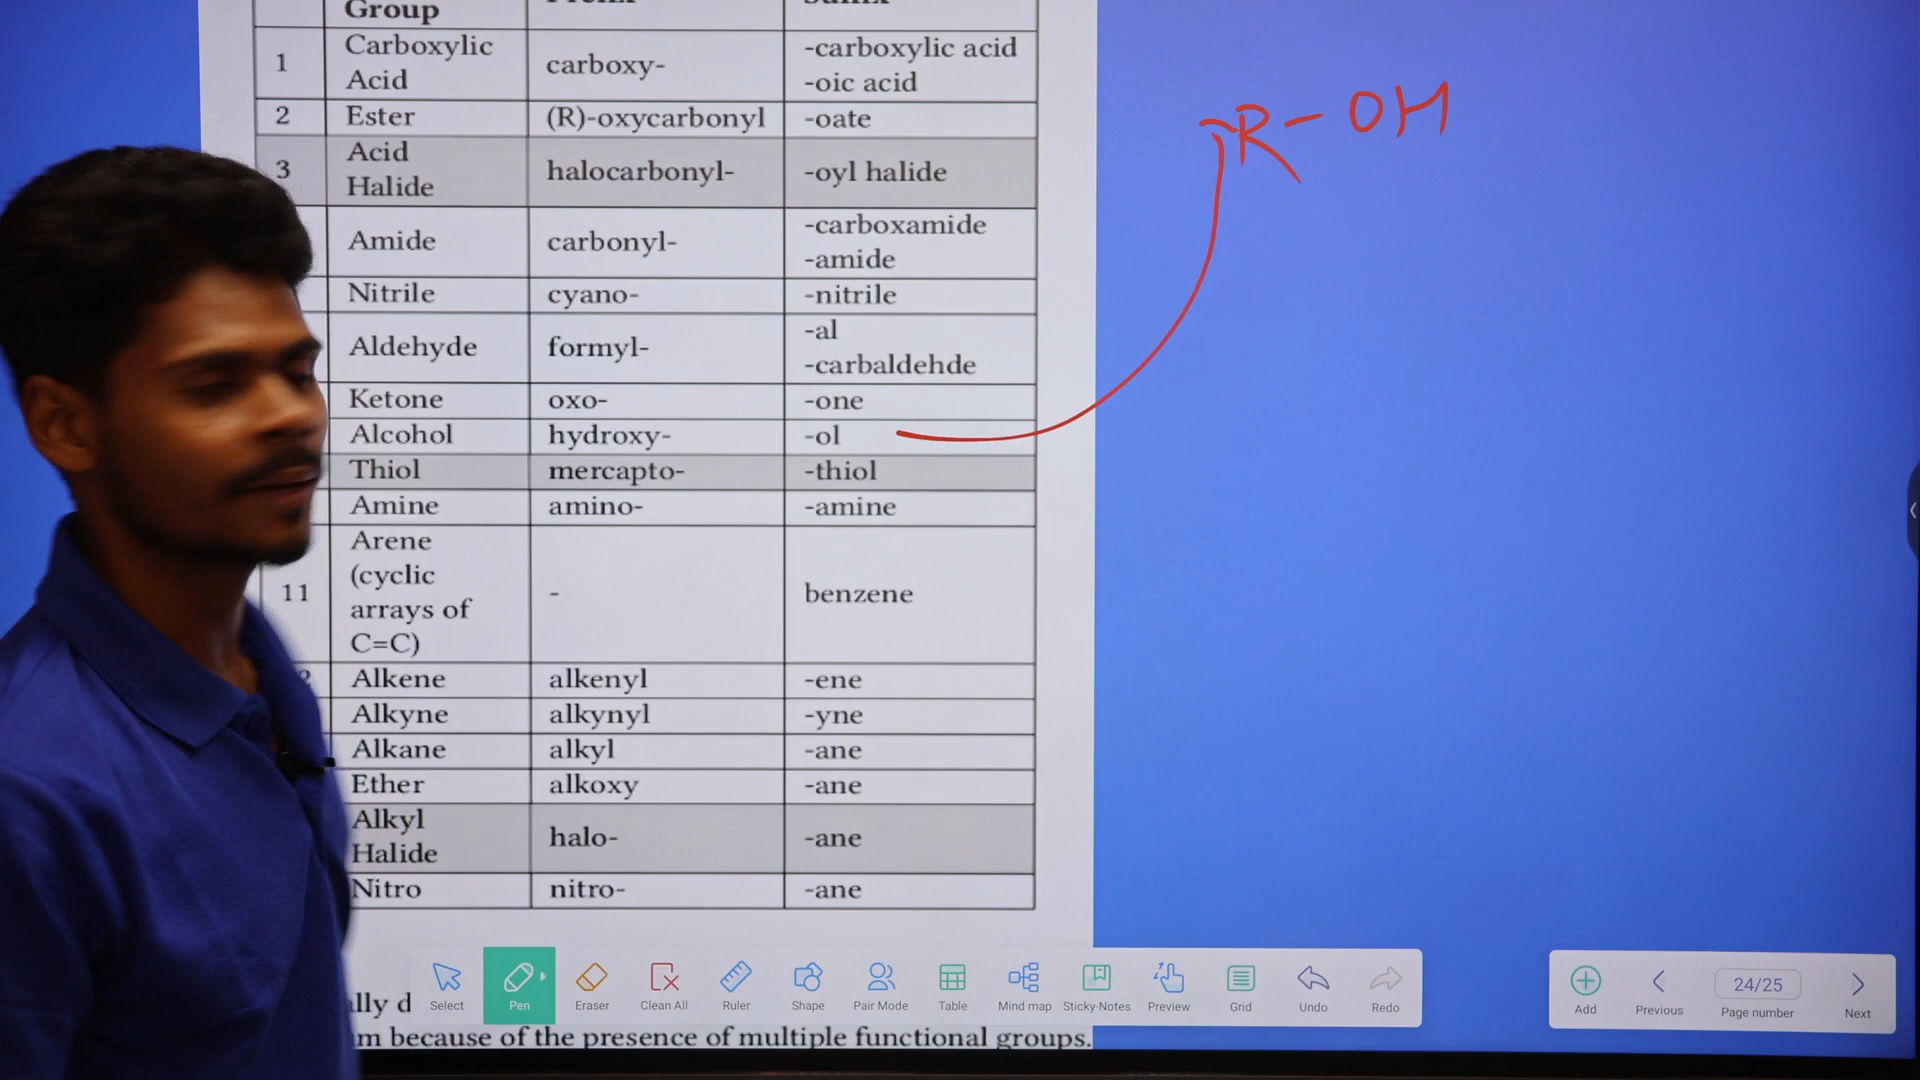 Group
1 Carboxylic Acid carboxy- -carboxylic acid -oic acid
2 Ester (R)-oxycarbonyl -oate
3 Acid Halide halocarbonyl- -oyl halide
Amide carbonyl- -carboxamide -amide
Nitrile cyano- -nitrile
Aldehyde formyl- -al -carbaldehde
Ketone oxo- -one
Alcohol hydroxy- -ol
Thiol mercapto- -thiol
Amine amino- -amine
11 Arene (cyclic arrays of C=C) - benzene
Alkene alkenyl -ene
Alkyne alkynyl -yne
Alkane alkyl -ane
Ether alkoxy -ane
Alkyl Halide halo- -ane
Nitro nitro- -ane
R-OH
Select Pen Eraser Clean All Ruler Shape Pair Mode Table Mind map Sticky-Notes Preview Grid Undo Redo
Add Previous 24/25 Page number Next
because of the presence of multiple functional groups.